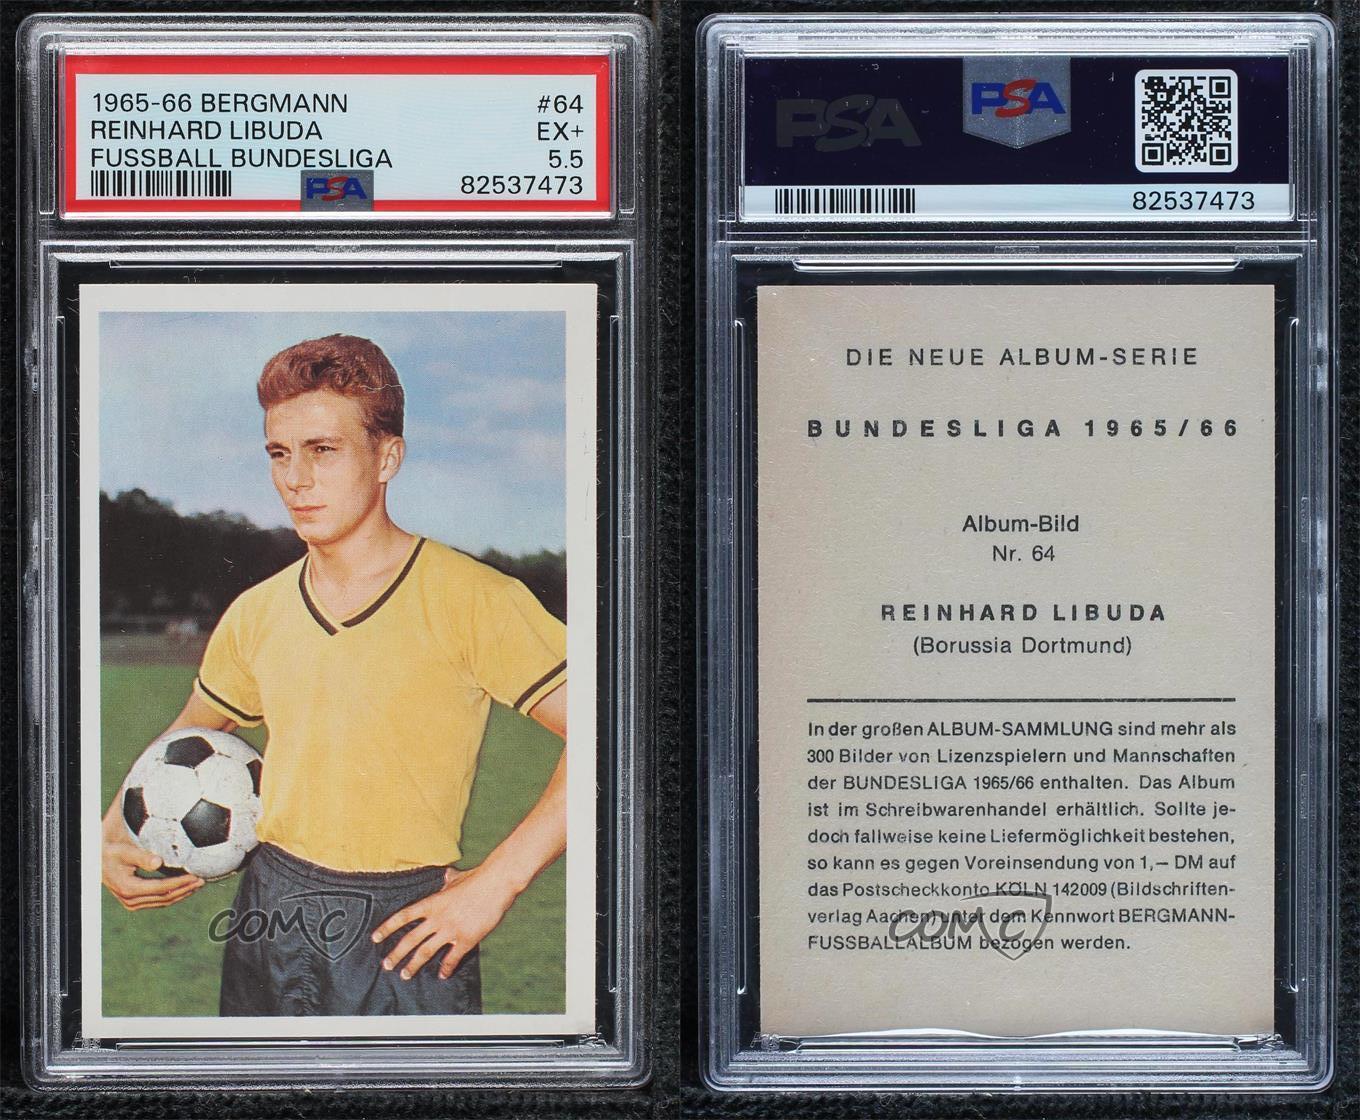 1965-66 BERGMANN #64
REINHARD LIBUDA EX+
FUSSBALL BUNDESLIGA 5.5
PSA 82537473
COMC
PSA PSA
82537473
DIE NEUE ALBUM-SERIE
BUNDESLIGA 1965/66
Album-Bild
Nr. 64
REINHARD LIBUDA
(Borussia Dortmund)
In der großen ALBUM-SAMMLUNG sind mehr als
300 Bilder von Lizenzspielern und Mannschaften
der BUNDESLIGA 1965/66 enthalten. Das Album
ist im Schreibwarenhandel erhältlich. Sollte je-
doch fallweise keine Liefermöglichkeit bestehen,
so kann es gegen Voreinsendung von 1,– DM auf
das Postscheckkonto KÖLN 142009 (Bildschriften-
verlag Aachen) unter dem Kennwort BERGMANN-
FUSSBALLALBUM bezogen werden.
COMC